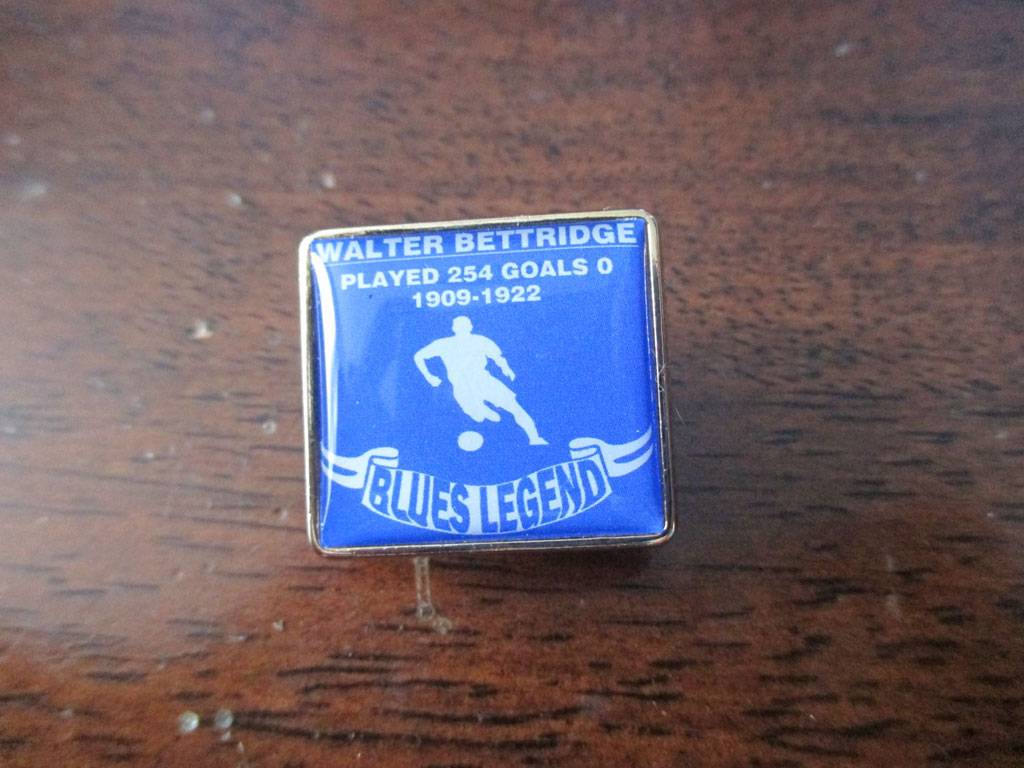 WALTER BETTRIDGE
PLAYED 254 GOALS 0
1909-1922
BLUES LEGEND